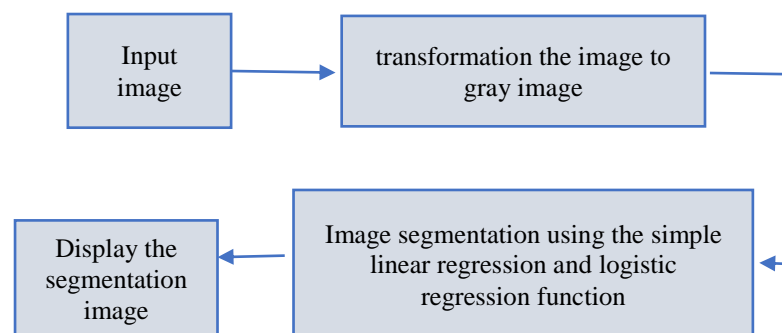 Input
image
transformation the image to
gray image
Image segmentation using the simple
linear regression and logistic
regression function
Display the
segmentation
image